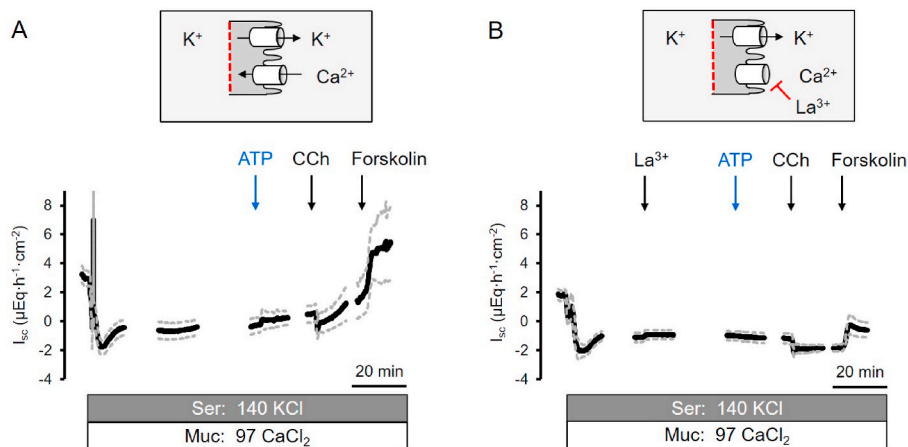 A
K⁺
K⁺
Ca²⁺
ATP
CCh
Forskolin
8
6
4
2
0
-2
-4
I_sc (µEq·h⁻¹·cm⁻²)
20 min
Ser: 140 KCl
Muc: 97 CaCl₂
B
K⁺
K⁺
Ca²⁺
La³⁺
La³⁺
ATP
CCh
Forskolin
8
6
4
2
0
-2
-4
I_sc (µEq·h⁻¹·cm⁻²)
20 min
Ser: 140 KCl
Muc: 97 CaCl₂